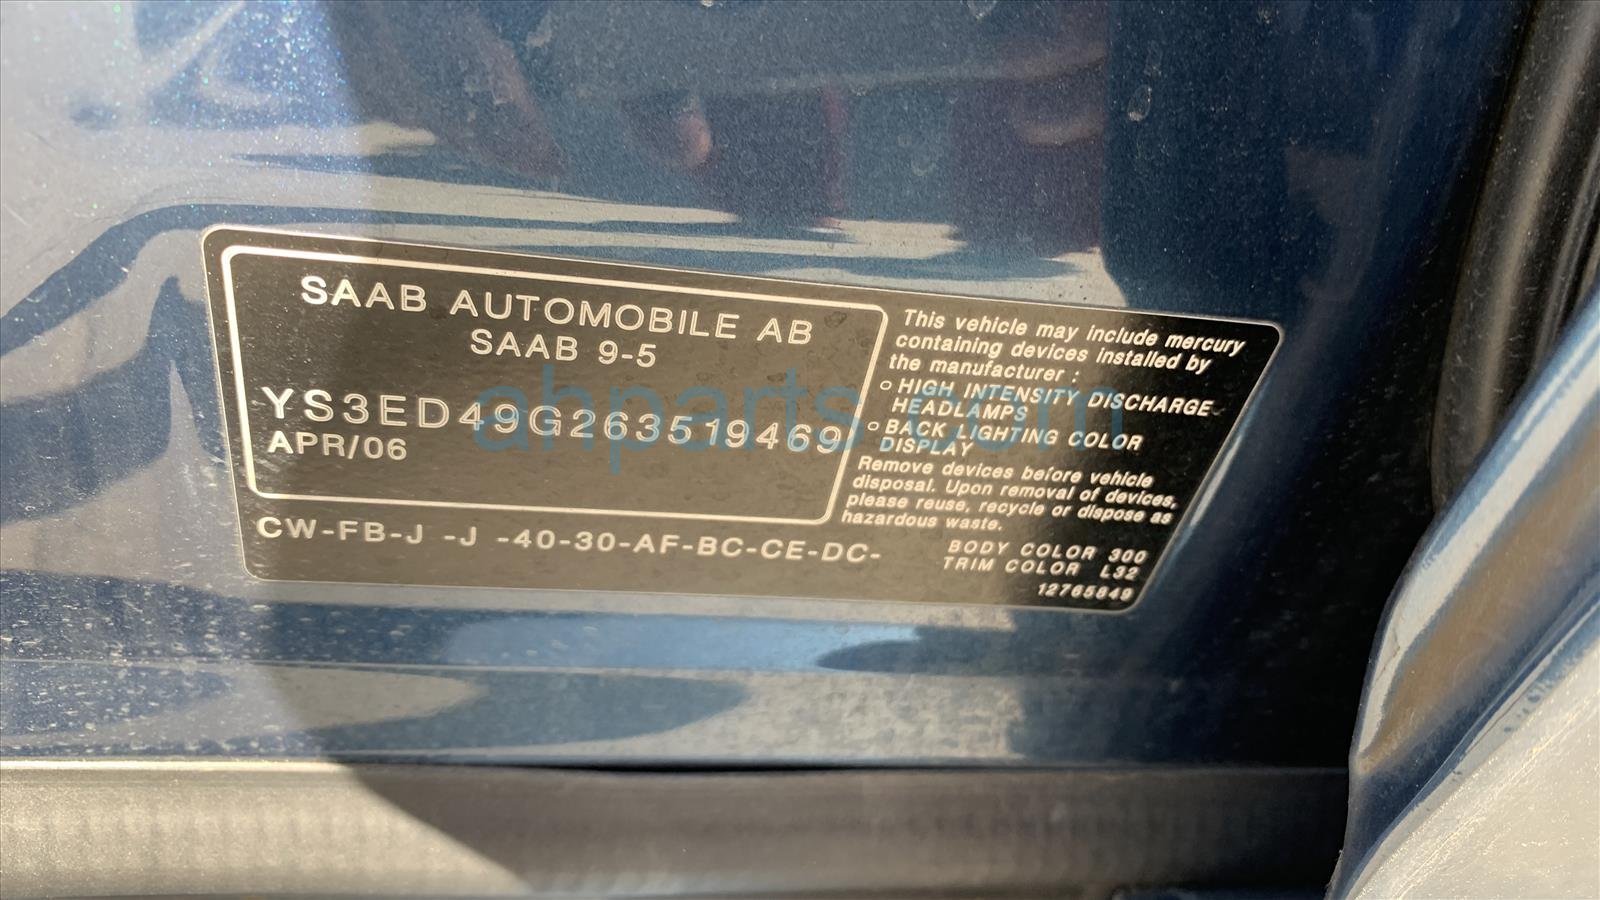 SAAB AUTOMOBILE AB
SAAB 9-5
YS3ED49G263519469
APR/06
CW-FB-J -J -40-30-AF-BC-CE-DC-
This vehicle may include mercury
containing devices installed by
the manufacturer :
o HIGH INTENSITY DISCHARGE
HEADLAMPS
o BACK LIGHTING COLOR
DISPLAY
Remove devices before vehicle
disposal. Upon removal of devices,
please reuse, recycle or dispose as
hazardous waste.
BODY COLOR 300
TRIM COLOR L32
12765849
ahparts.com